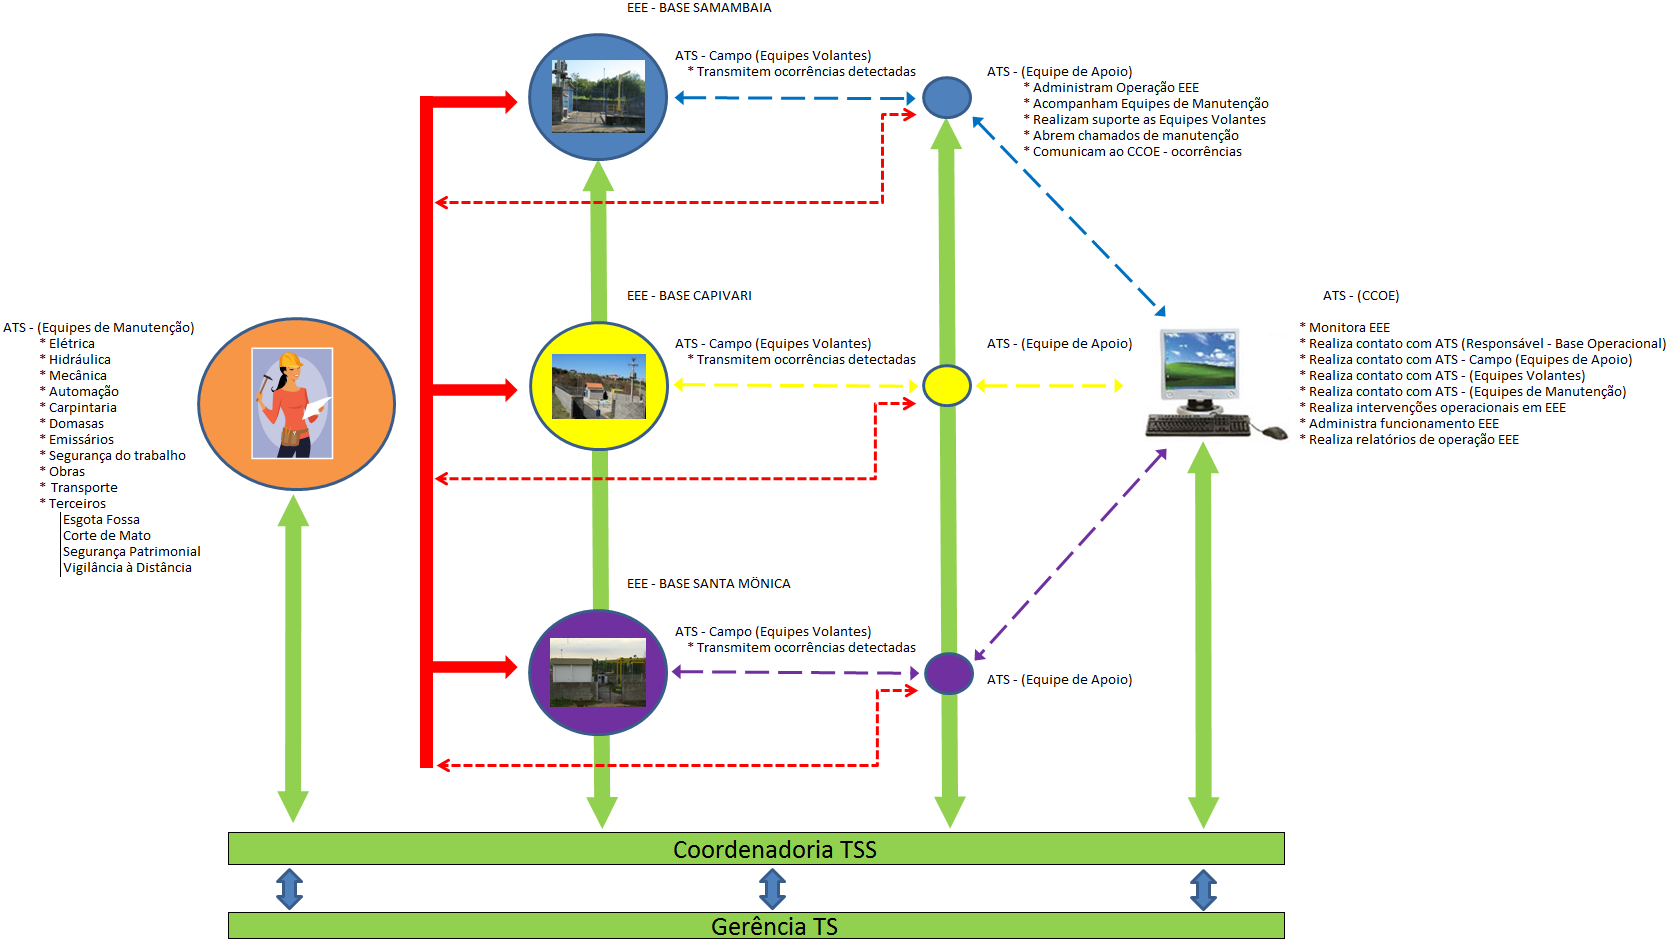 EEE - BASE SAMAMBAIA
ATS - Campo (Equipes Volantes)
* Transmitem ocorrências detectadas
ATS - (Equipe de Apoio)
* Administram Operação EEE
* Acompanham Equipes de Manutenção
* Realizam suporte as Equipes Volantes
* Abrem chamados de manutenção
* Comunicam ao CCOE - ocorrências
EEE - BASE CAPIVARI
ATS - Campo (Equipes Volantes)
* Transmitem ocorrências detectadas
ATS - (Equipe de Apoio)
ATS - (CCOE)
* Monitora EEE
* Realiza contato com ATS (Responsável - Base Operacional)
* Realiza contato com ATS - Campo (Equipes de Apoio)
* Realiza contato com ATS - (Equipes Volantes)
* Realiza contato com ATS - (Equipes de Manutenção)
* Realiza intervenções operacionais em EEE
* Administra funcionamento EEE
* Realiza relatórios de operação EEE
ATS - (Equipes de Manutenção)
* Elétrica
* Hidráulica
* Mecânica
* Automação
* Carpintaria
* Domasas
* Emissários
* Segurança do trabalho
* Obras
* Transporte
* Terceiros
Esgota Fossa
Corte de Mato
Segurança Patrimonial
Vigilância à Distância
EEE - BASE SANTA MÖNICA
ATS - Campo (Equipes Volantes)
* Transmitem ocorrências detectadas
ATS - (Equipe de Apoio)
Coordenadoria TSS
Gerência TS